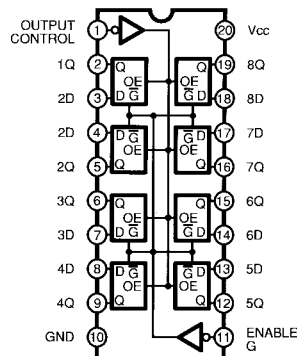 OUTPUT CONTROL 1 20 Vcc
1Q 2 Q OE D G Q OE G D 19 8Q
2D 3 18 8D
2D 4 D G OE Q G D OE Q 17 7D
2Q 5 16 7Q
3Q 6 Q OE D G Q OE G D 15 6Q
3D 7 14 6D
4D 8 D G OE Q G D OE Q 13 5D
4Q 9 12 5Q
GND 10 11 ENABLE G